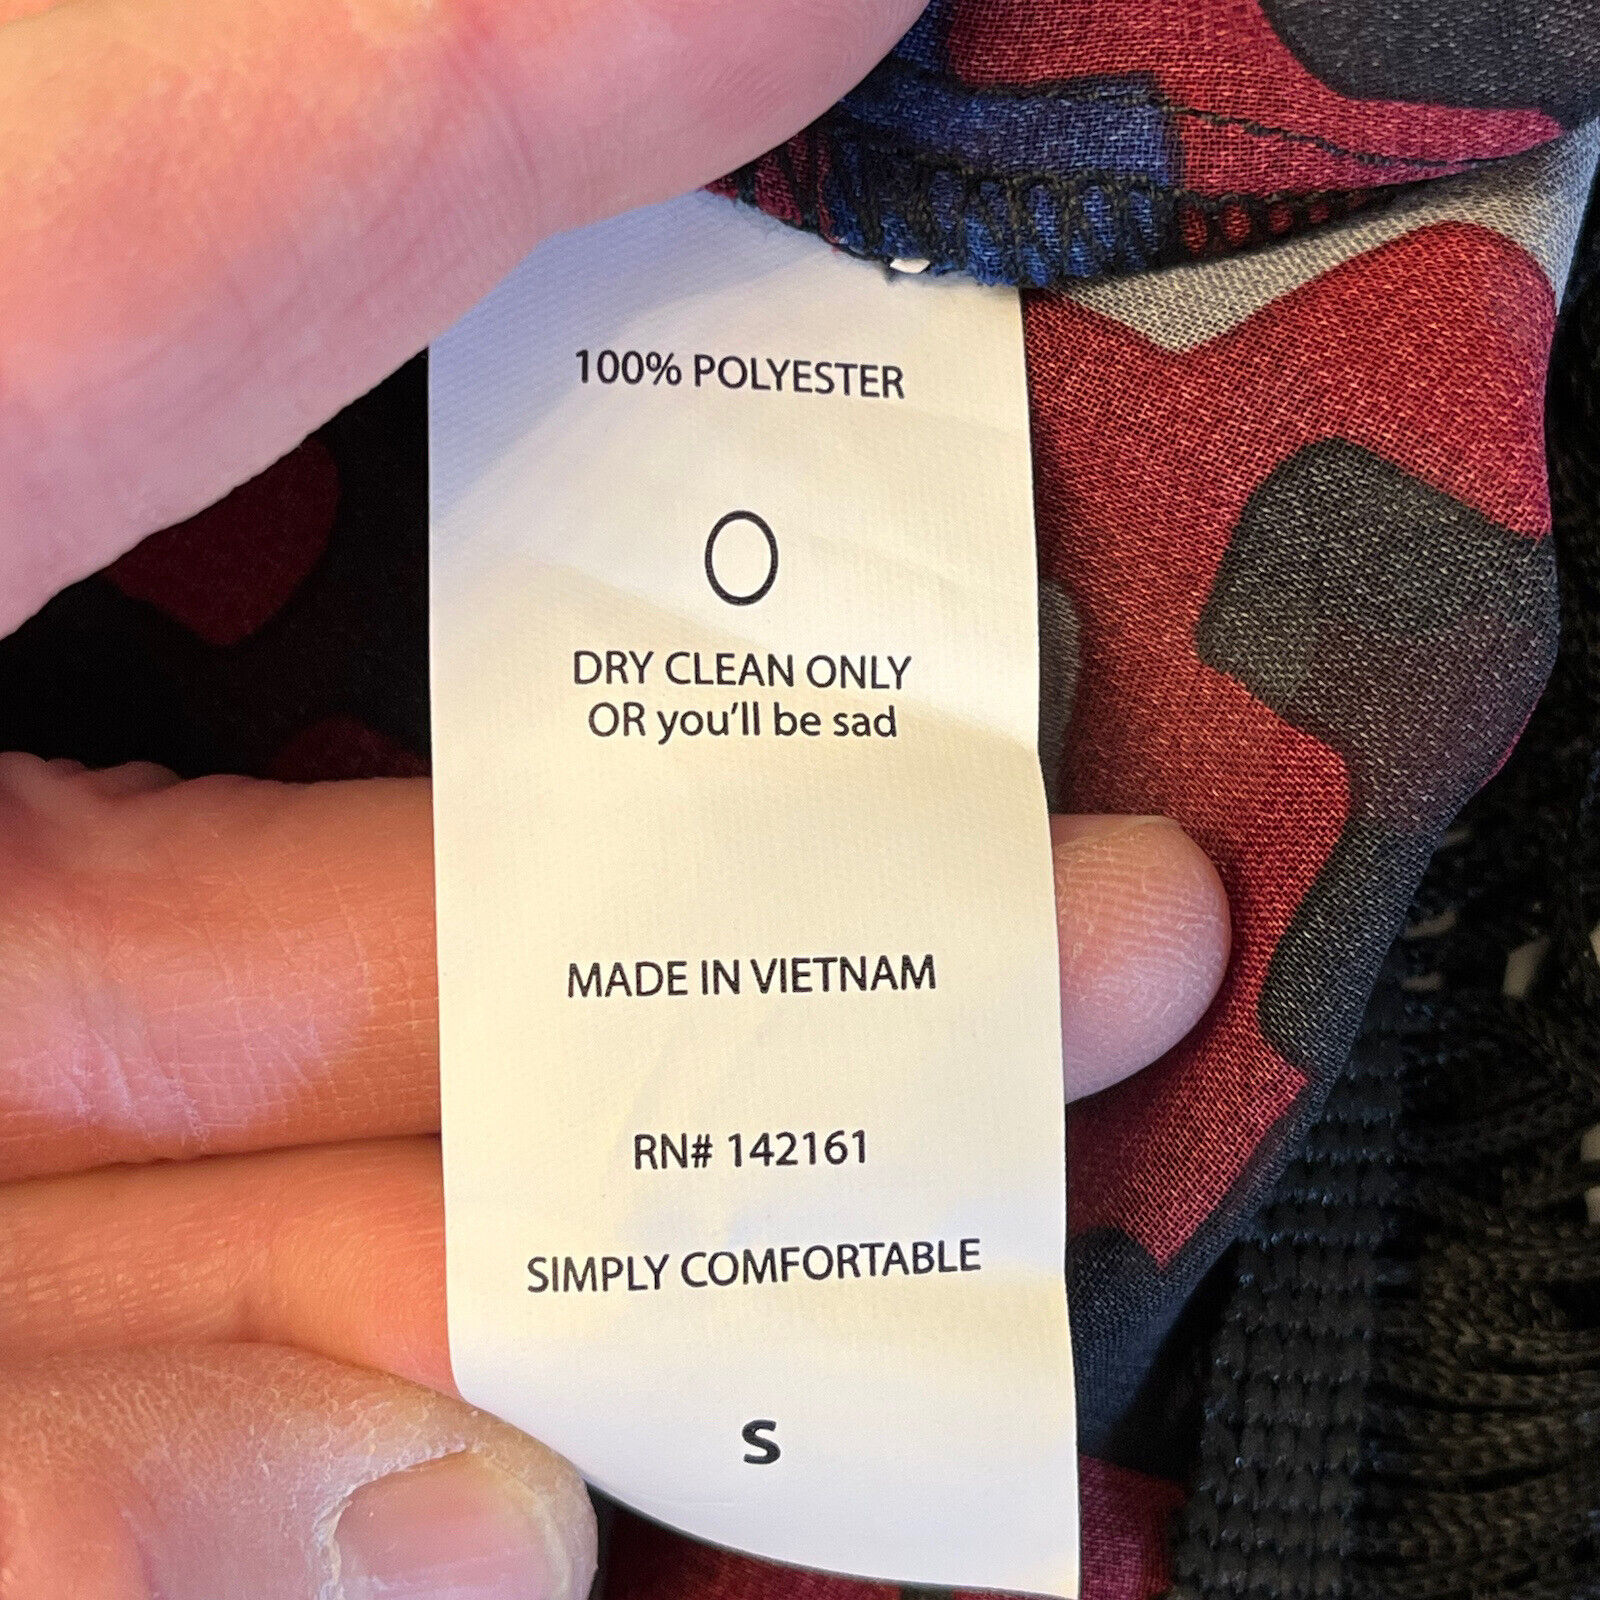 100% POLYESTER
DRY CLEAN ONLY
OR you'll be sad
MADE IN VIETNAM
RN# 142161
SIMPLY COMFORTABLE
S